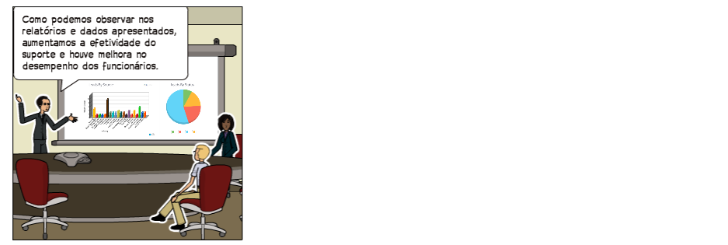 Como podemos observar nos
relatórios e dados apresentados,
aumentamos a efetividade do
suporte e houve melhora no
desempenho dos funcionários.